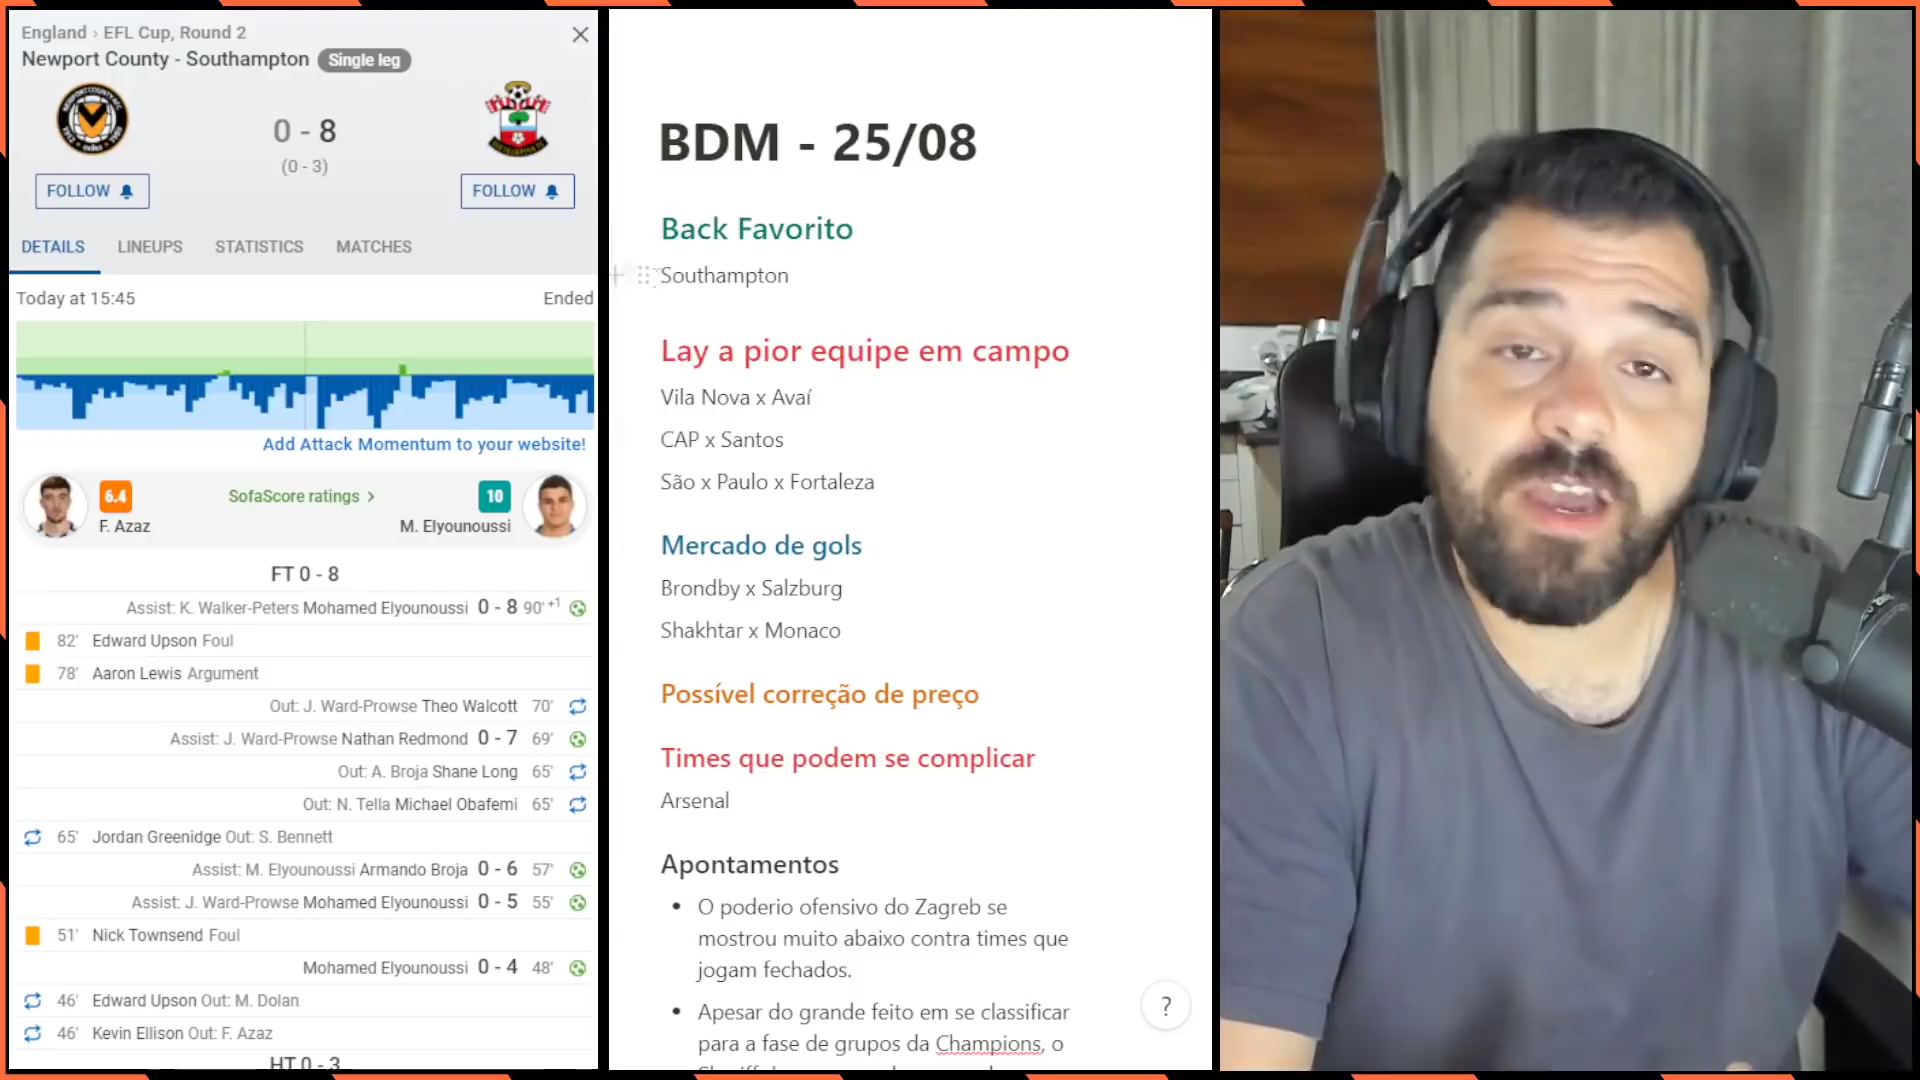 England › EFL Cup, Round 2
Newport County - Southampton Single leg
0 - 8
(0 - 3)
FOLLOW
FOLLOW
DETAILS LINEUPS STATISTICS MATCHES
Today at 15:45 Ended
Add Attack Momentum to your website!
6.4 SofaScore ratings › 10
F. Azaz M. Elyounoussi
FT 0 - 8
Assist: K. Walker-Peters Mohamed Elyounoussi 0 - 8 90' +1
82' Edward Upson Foul
78' Aaron Lewis Argument
Out: J. Ward-Prowse Theo Walcott 70'
Assist: J. Ward-Prowse Nathan Redmond 0 - 7 69'
Out: A. Broja Shane Long 65'
Out: N. Tella Michael Obafemi 65'
65' Jordan Greenidge Out: S. Bennett
Assist: M. Elyounoussi Armando Broja 0 - 6 57'
Assist: J. Ward-Prowse Mohamed Elyounoussi 0 - 5 55'
51' Nick Townsend Foul
Mohamed Elyounoussi 0 - 4 48'
46' Edward Upson Out: M. Dolan
46' Kevin Ellison Out: F. Azaz
HT 0 - 3
BDM - 25/08
Back Favorito
Southampton
Lay a pior equipe em campo
Vila Nova x Avaí
CAP x Santos
São x Paulo x Fortaleza
Mercado de gols
Brondby x Salzburg
Shakhtar x Monaco
Possível correção de preço
Times que podem se complicar
Arsenal
Apontamentos
• O poderio ofensivo do Zagreb se
mostrou muito abaixo contra times que
jogam fechados.
• Apesar do grande feito em se classificar
para a fase de grupos da Champions, o
?